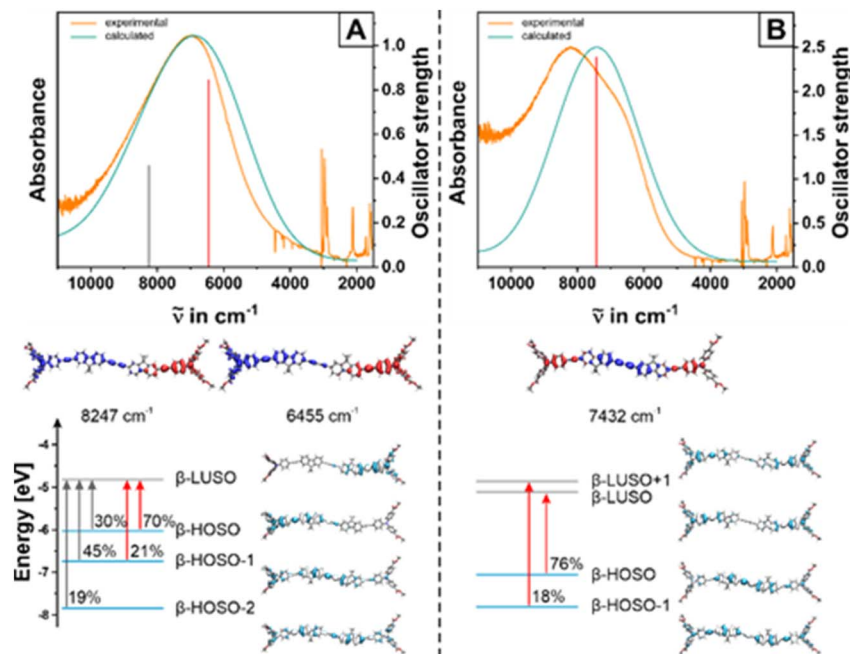 experimental
calculated
A
Absorbance
10000 8000 6000 4000 2000
ν̃ in cm⁻¹
1.0
0.8
0.6
0.4
0.2
0.0
Oscillator strength
experimental
calculated
B
Absorbance
10000 8000 6000 4000 2000
ν̃ in cm⁻¹
2.5
2.0
1.5
1.0
0.5
0.0
Oscillator strength
8247 cm⁻¹
6455 cm⁻¹
7432 cm⁻¹
Energy [eV]
-4
-5
-6
-7
-8
β-LUSO
30% 70%
β-HOSO
45% 21%
β-HOSO-1
19%
β-HOSO-2
β-LUSO+1
β-LUSO
76%
β-HOSO
18%
β-HOSO-1